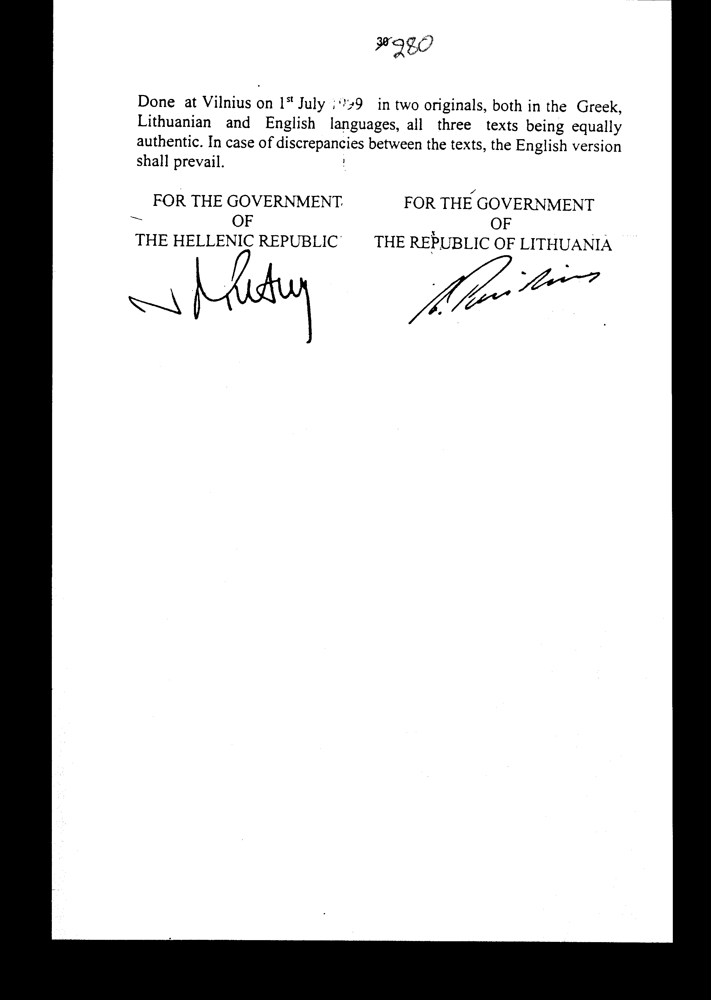 30 280
Done at Vilnius on 1st July 1999 in two originals, both in the Greek,
Lithuanian and English languages, all three texts being equally
authentic. In case of discrepancies between the texts, the English version
shall prevail.
FOR THE GOVERNMENT
OF
THE HELLENIC REPUBLIC
FOR THE GOVERNMENT
OF
THE REPUBLIC OF LITHUANIA